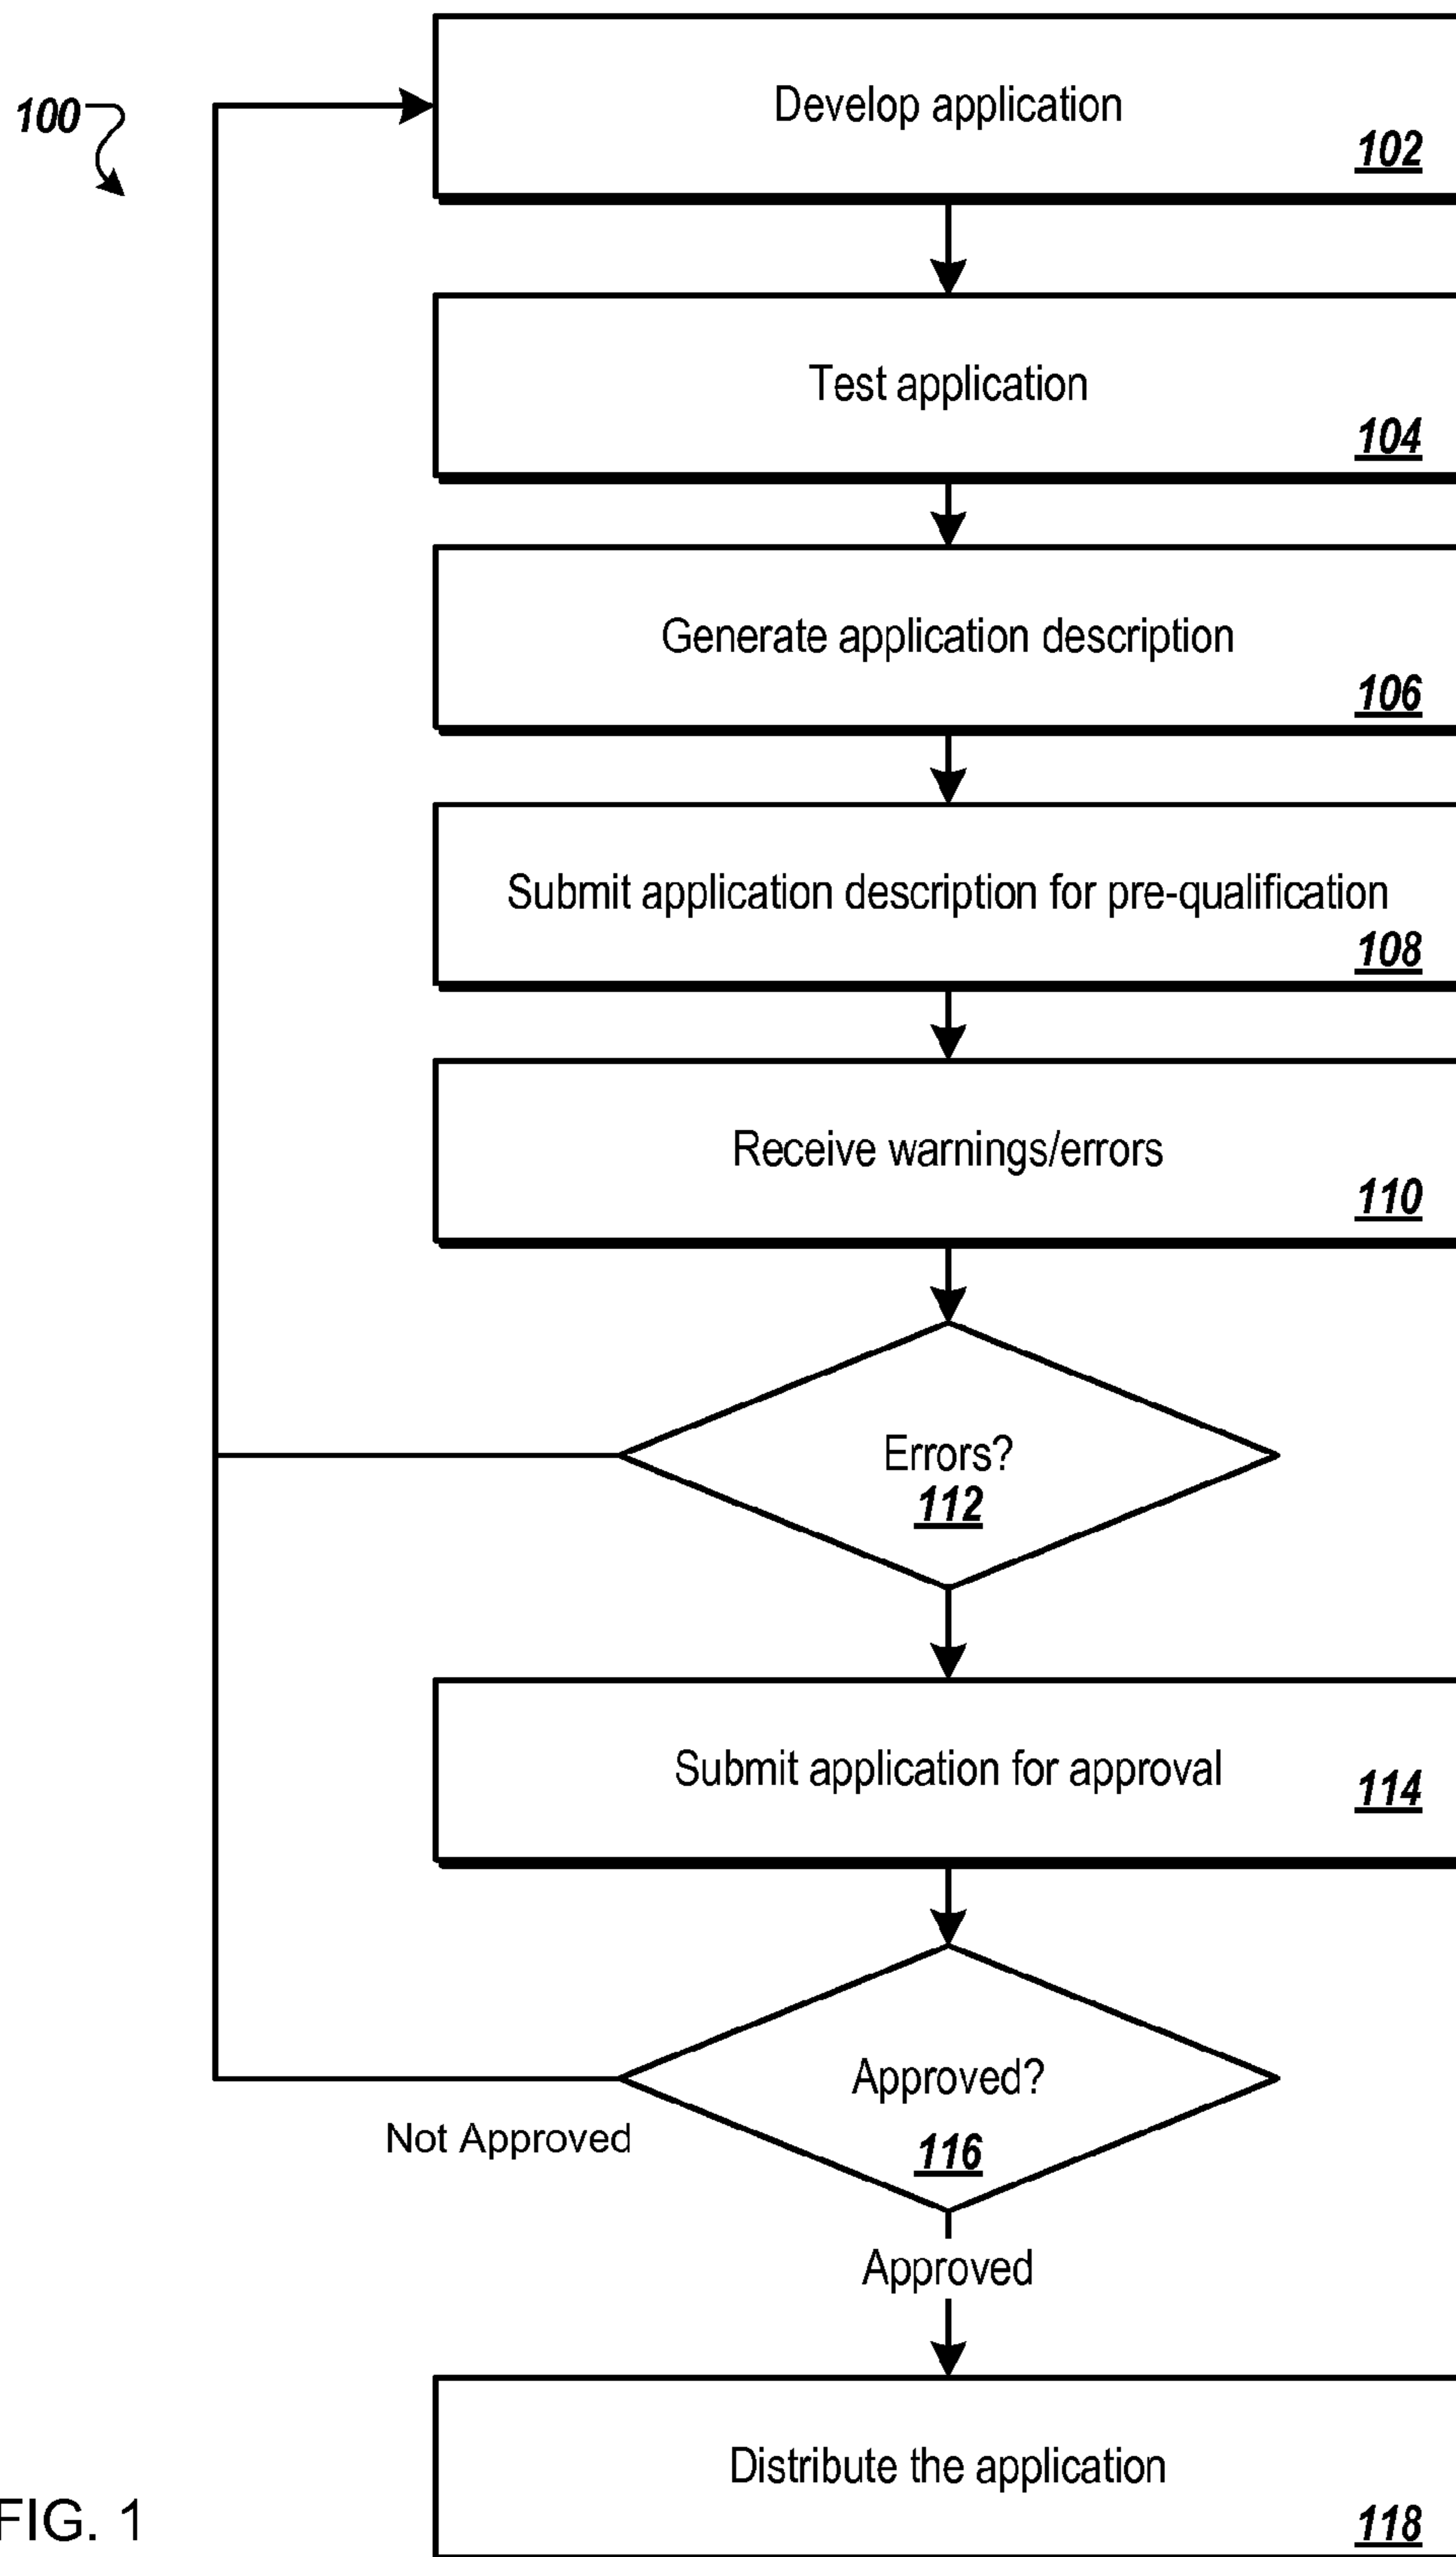 100
Develop application
102
Test application
104
Generate application description
106
Submit application description for pre-qualification
108
Receive warnings/errors
110
Errors?
112
Submit application for approval
114
Approved?
116
Not Approved
Approved
Distribute the application
118
FIG. 1